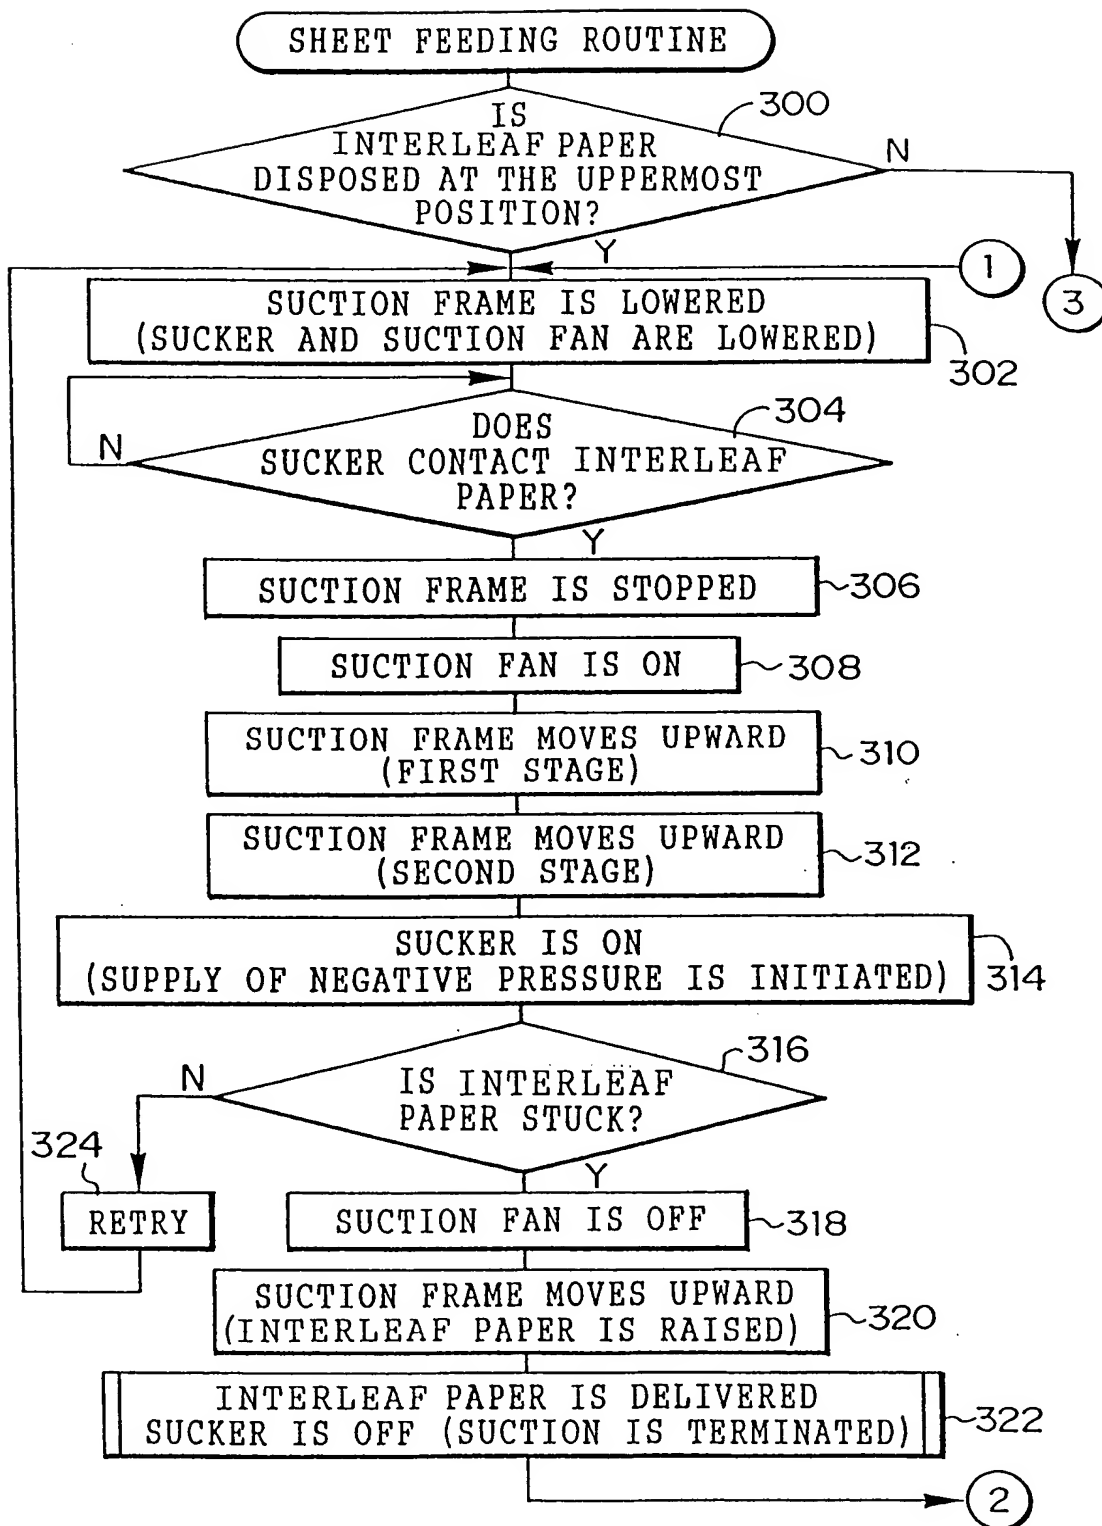 SHEET FEEDING ROUTINE
300
IS
INTERLEAF PAPER
DISPOSED AT THE UPPERMOST
POSITION?
N
Y
1
3
SUCTION FRAME IS LOWERED
(SUCKER AND SUCTION FAN ARE LOWERED)
302
304
DOES
SUCKER CONTACT INTERLEAF
PAPER?
N
Y
SUCTION FRAME IS STOPPED
306
SUCTION FAN IS ON
308
SUCTION FRAME MOVES UPWARD
(FIRST STAGE)
310
SUCTION FRAME MOVES UPWARD
(SECOND STAGE)
312
SUCKER IS ON
(SUPPLY OF NEGATIVE PRESSURE IS INITIATED)
314
316
N
IS INTERLEAF
PAPER STUCK?
324
Y
RETRY
SUCTION FAN IS OFF
318
SUCTION FRAME MOVES UPWARD
(INTERLEAF PAPER IS RAISED)
320
INTERLEAF PAPER IS DELIVERED
SUCKER IS OFF (SUCTION IS TERMINATED)
322
2